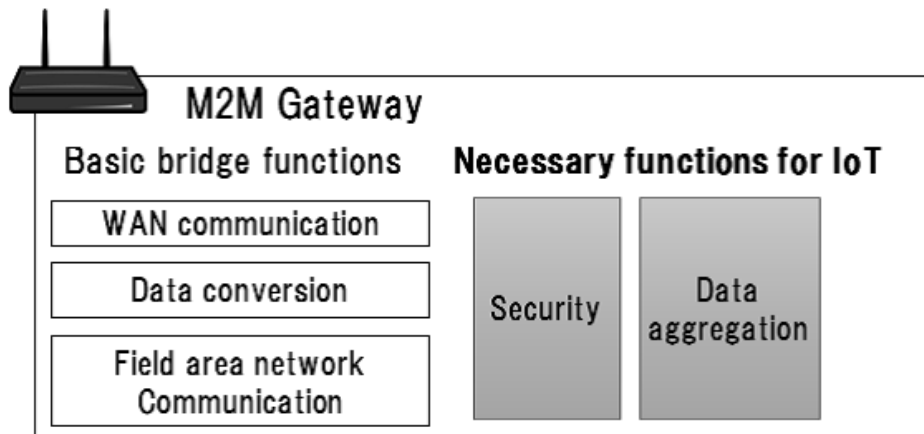 M2M Gateway
Basic bridge functions
Necessary functions for IoT
WAN communication
Data conversion
Field area network
Communication
Security
Data
aggregation